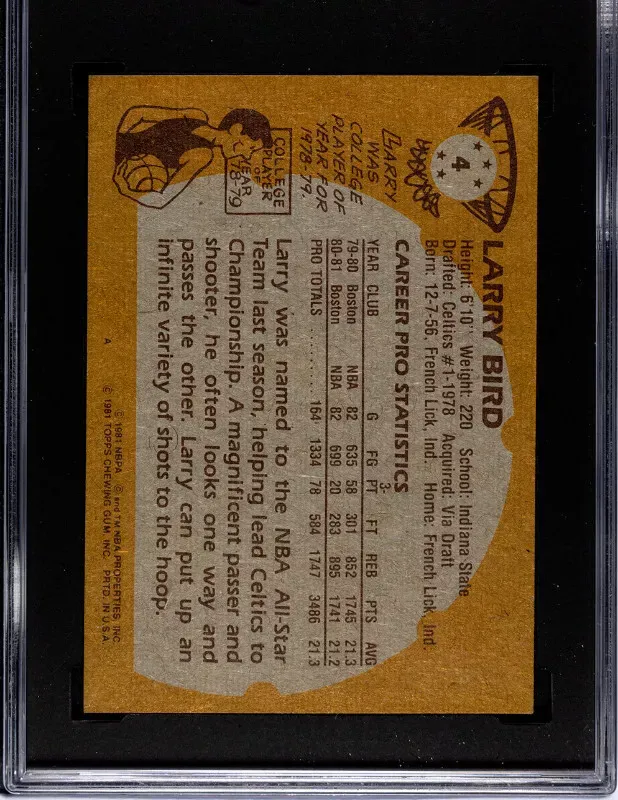 4
LARRY BIRD
Height: 6'10" Weight: 220 School: Indiana State
Drafted: Celtics #1-1978 Acquired: Via Draft
Born: 12-7-56, French Lick, Ind. Home: French Lick, Ind.
LARRY
WAS
COLLEGE
PLAYER OF
YEAR FOR
1978-79.
COLLEGE
PLAYER
OF
YEAR
78-79
CAREER PRO STATISTICS
3-
YEAR CLUB G FG PT FT REB PTS AVG
79-80 Boston NBA 82 635 58 301 852 1745 21.3
80-81 Boston NBA 82 699 20 283 895 1741 21.2
PRO TOTALS .......... 164 1334 78 584 1747 3486 21.3
Larry was named to the NBA All-Star
Team last season, helping lead Celtics to
Championship. A magnificent passer and
shooter, he often looks one way and
passes the other. Larry can put up an
infinite variety of shots to the hoop.
© 1981 NBPA © and TM NBA PROPERTIES, INC.
A © 1981 TOPPS CHEWING GUM, INC. PRTD. IN U.S.A.